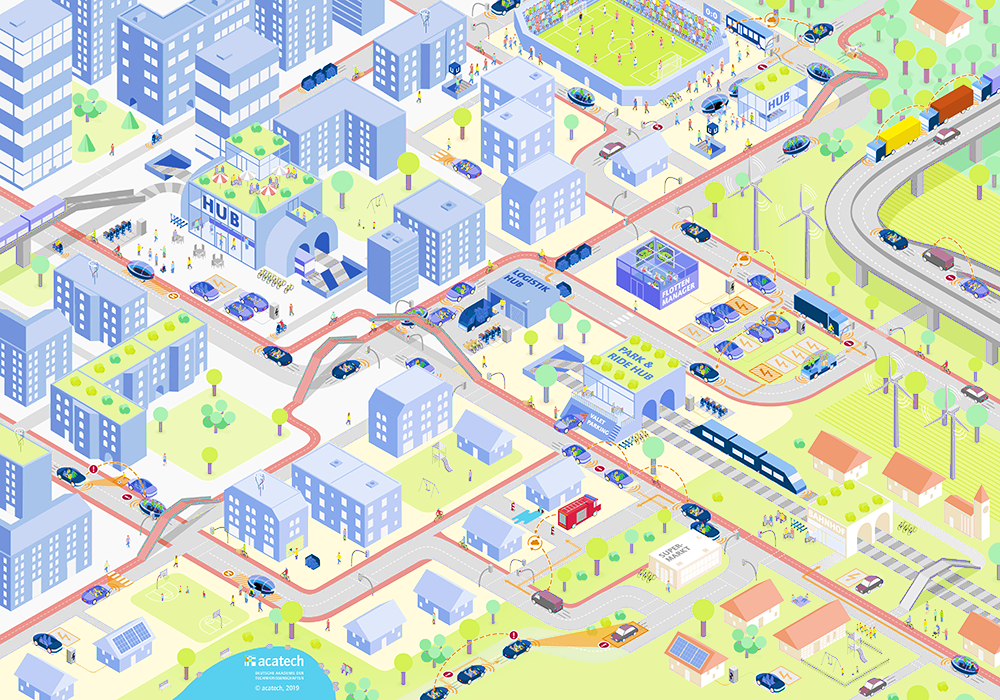 HUB
HUB
LOGISTIK
HUB
FLOTTEN
MANAGER
PARK &
RIDE HUB
VALET
PARKING
BAHNHOF
SUPER
MARKT
acatech
DEUTSCHE AKADEMIE DER
TECHNIKWISSENSCHAFTEN
© acatech, 2019